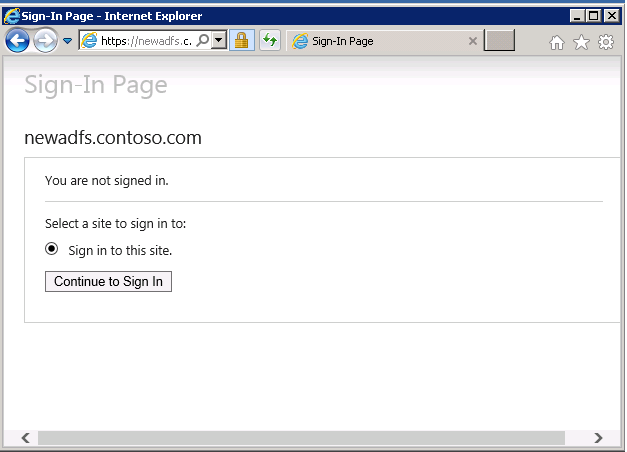 Sign-In Page - Internet Explorer
https://newadfs.c.
Sign-In Page
Sign-In Page
newadfs.contoso.com
You are not signed in.
Select a site to sign in to:
Sign in to this site.
Continue to Sign In